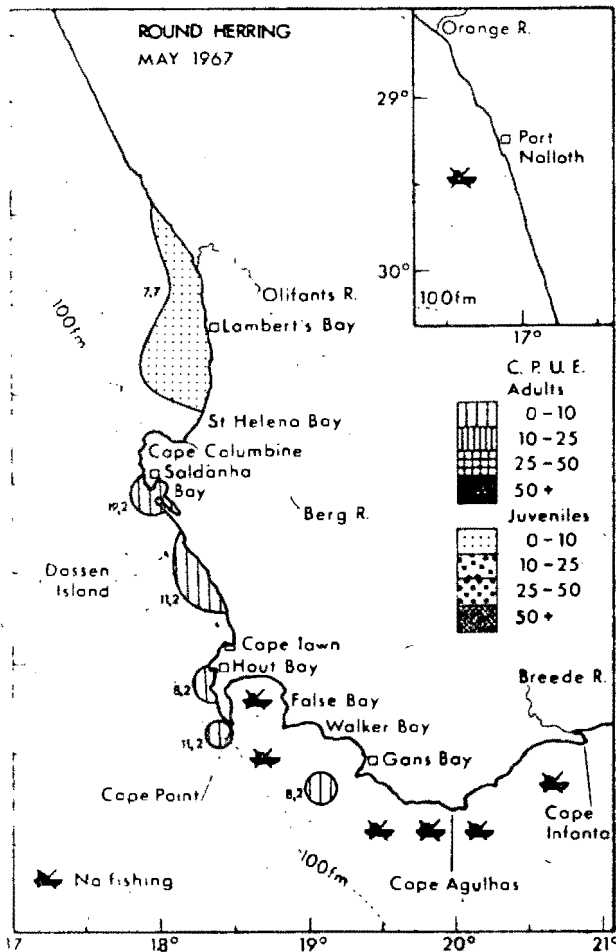 ROUND HERRING
MAY 1967
Orange R.
29°
Port
Nolloth
30°
100fm
17°
7,7
100fm
Olifants R.
Lambert's Bay
C. P. U. E.
Adults
0-10
10-25
25-50
50+
Juveniles
0-10
10-25
25-50
50+
St Helena Bay
Cape Columbine
Saldanha
Bay
19,2
Berg R.
Dassen
Island
11,2
Cape Town
Hout Bay
8,2
False Bay
Breede R.
Walker Bay
11,2
Gans Bay
Cape Point
8,2
Cape
Infanta
100fm
No fishing
Cape Agulhas
17
18
19°
20°
21°